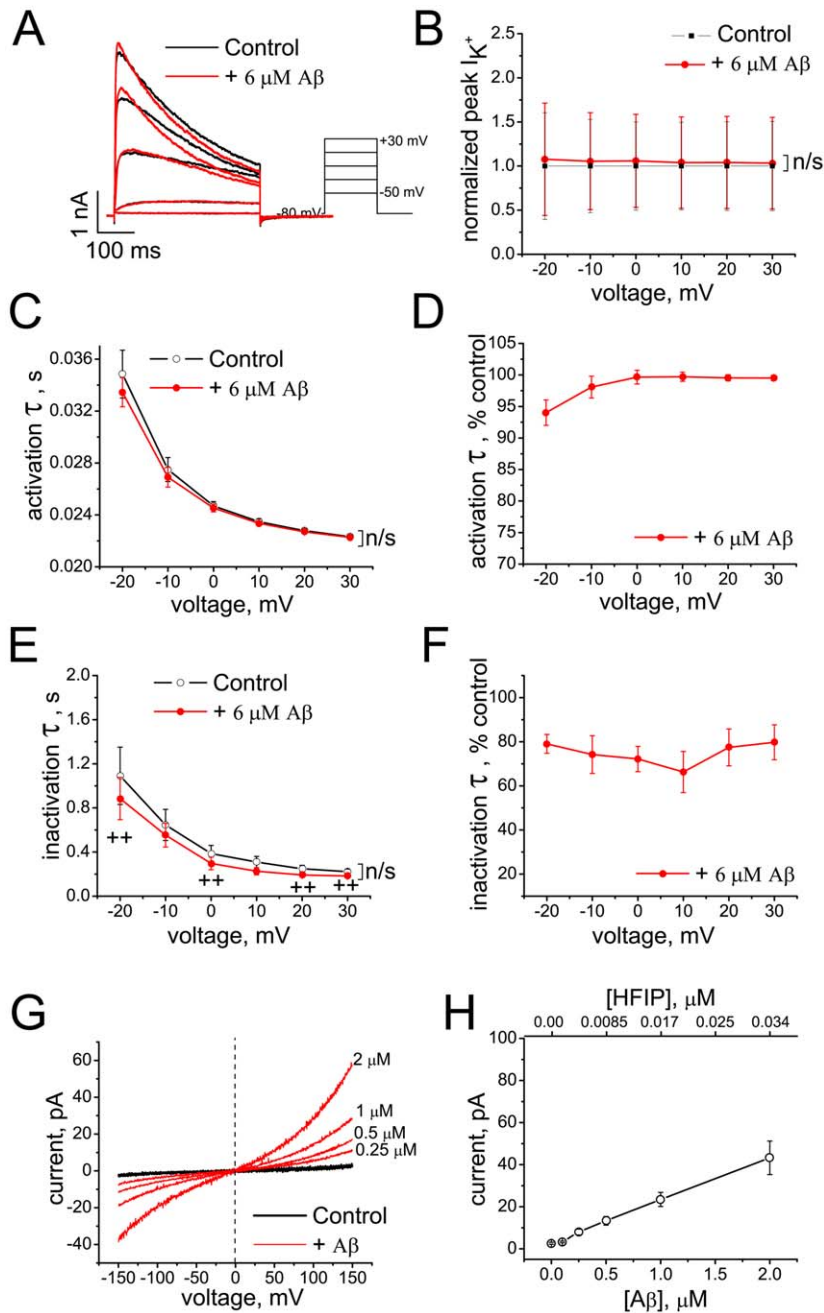 A
Control
+ 6 μM Aβ
+30 mV
-50 mV
-80 mV
1 nA
100 ms
B
normalized peak I K+
2.5
2.0
1.5
1.0
0.5
0.0
Control
+ 6 μM Aβ
n/s
-20 -10 0 10 20 30
voltage, mV
C
activation τ , s
0.036
0.032
0.028
0.024
0.020
Control
+ 6 μM Aβ
n/s
-20 -10 0 10 20 30
voltage, mV
D
activation τ , % control
105
100
95
90
85
80
75
70
+ 6 μM Aβ
-20 -10 0 10 20 30
voltage, mV
E
inactivation τ , s
2.0
1.6
1.2
0.8
0.4
0.0
Control
+ 6 μM Aβ
++ ++ ++ ++
n/s
-20 -10 0 10 20 30
voltage, mV
F
inactivation τ , % control
100
80
60
40
20
+ 6 μM Aβ
-20 -10 0 10 20 30
voltage, mV
G
current, pA
60
40
20
0
-20
-40
2 μM
1 μM
0.5 μM
0.25 μM
Control
+ Aβ
-150 -100 -50 0 50 100 150
voltage, mV
H
[HFIP], μM
0.00 0.0085 0.017 0.025 0.034
current, pA
100
80
60
40
20
0
0.0 0.5 1.0 1.5 2.0
[Aβ], μM